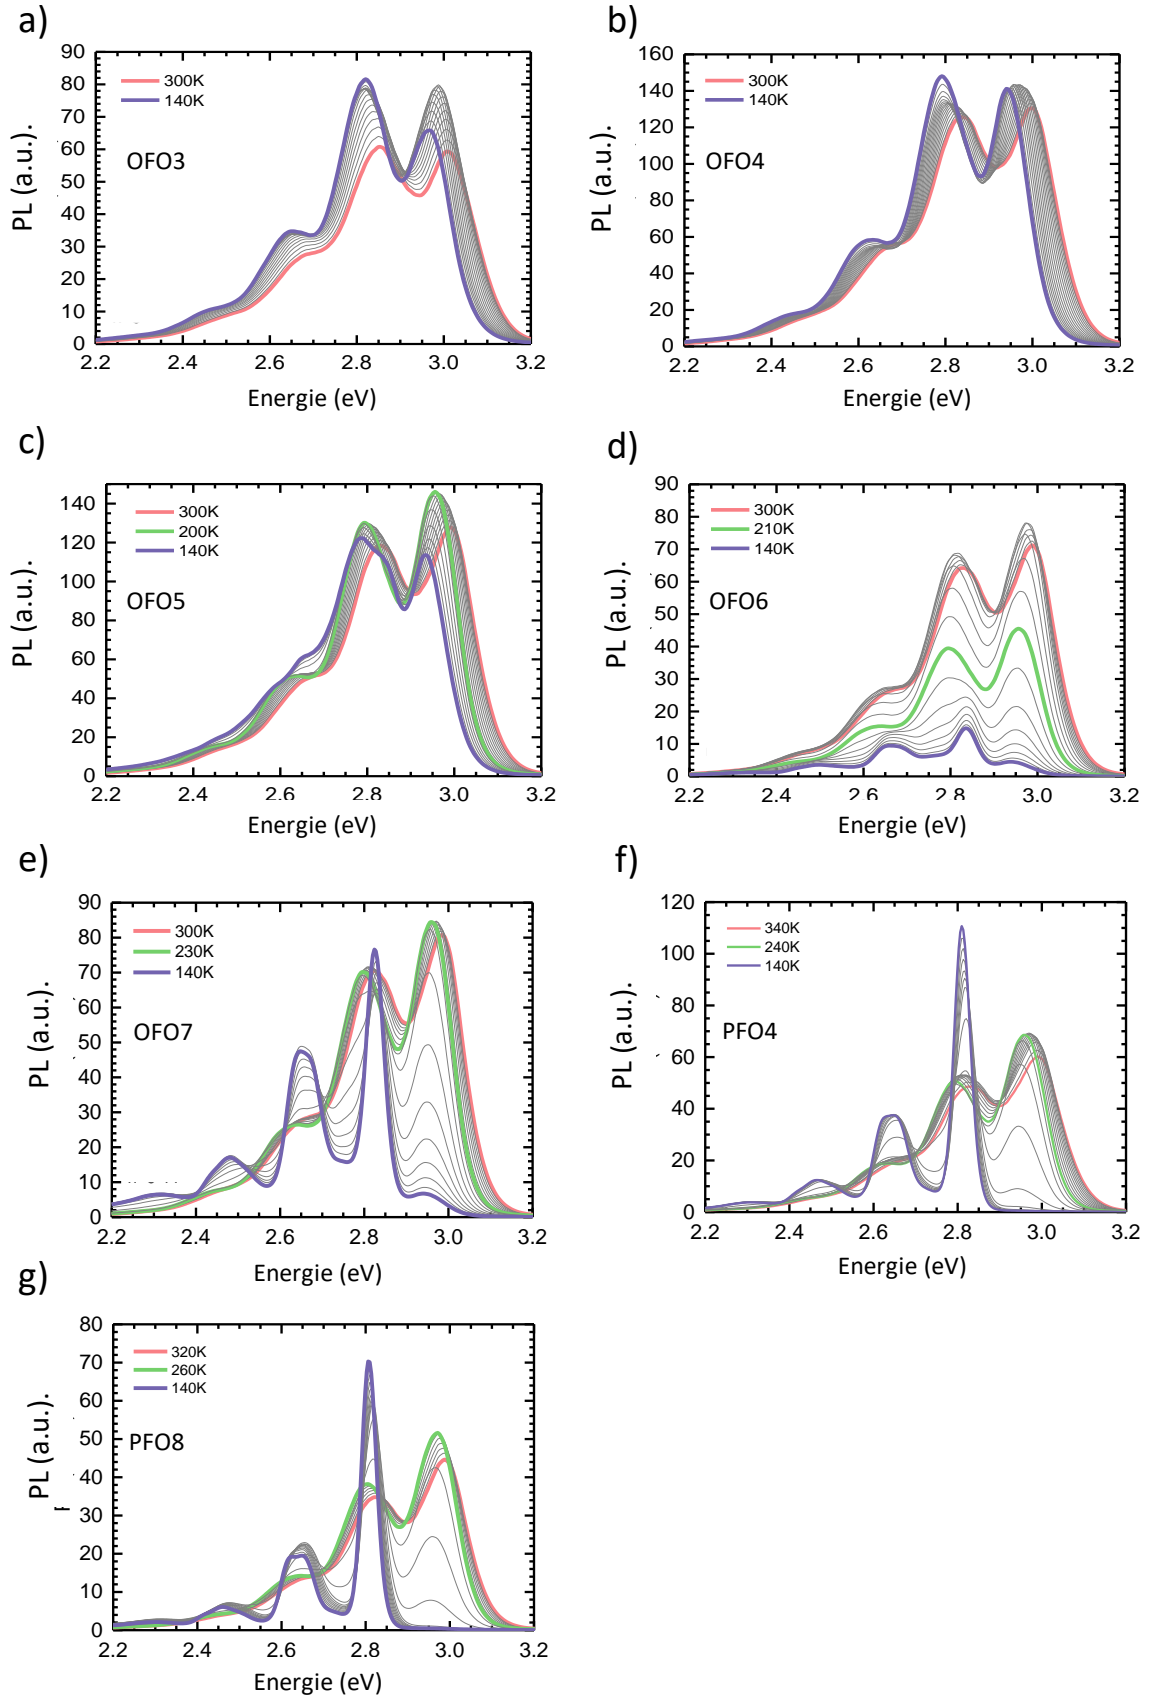 a)
90
80
70
60
50
40
30
20
10
0
PL (a.u.).
300K
140K
OFO3
2.2 2.4 2.6 2.8 3.0 3.2
Energie (eV)
b)
160
140
120
100
80
60
40
20
0
PL (a.u.).
300K
140K
OFO4
2.2 2.4 2.6 2.8 3.0 3.2
Energie (eV)
c)
140
120
100
80
60
40
20
0
PL (a.u.).
300K
200K
140K
OFO5
2.2 2.4 2.6 2.8 3.0 3.2
Energie (eV)
d)
90
80
70
60
50
40
30
20
10
0
PL (a.u.).
300K
210K
140K
OFO6
2.2 2.4 2.6 2.8 3.0 3.2
Energie (eV)
e)
90
80
70
60
50
40
30
20
10
0
PL (a.u.).
300K
230K
140K
OFO7
2.2 2.4 2.6 2.8 3.0 3.2
Energie (eV)
f)
120
100
80
60
40
20
0
PL (a.u.).
340K
240K
140K
PFO4
2.2 2.4 2.6 2.8 3.0 3.2
Energie (eV)
g)
80
70
60
50
40
30
20
10
0
PL (a.u.).
320K
260K
140K
PFO8
2.2 2.4 2.6 2.8 3.0 3.2
Energie (eV)